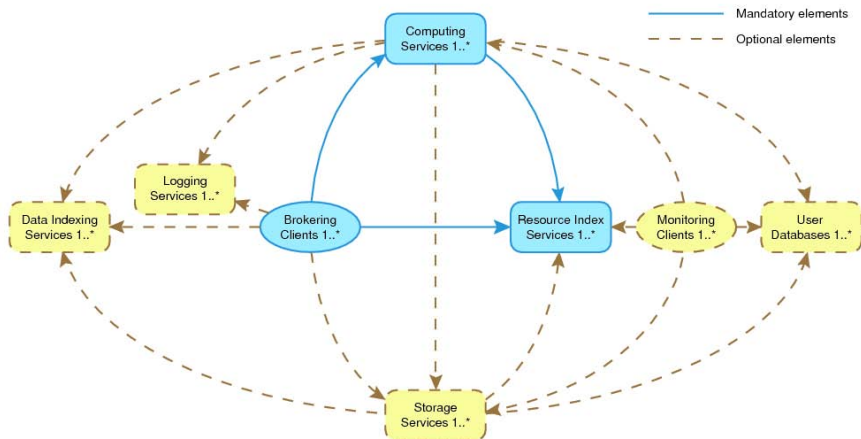 Computing
Services 1..*
Mandatory elements
Optional elements
Logging
Services 1..*
Data Indexing
Services 1..*
Brokering
Clients 1..*
Resource Index
Services 1..*
Monitoring
Clients 1..*
User
Databases 1..*
Storage
Services 1..*